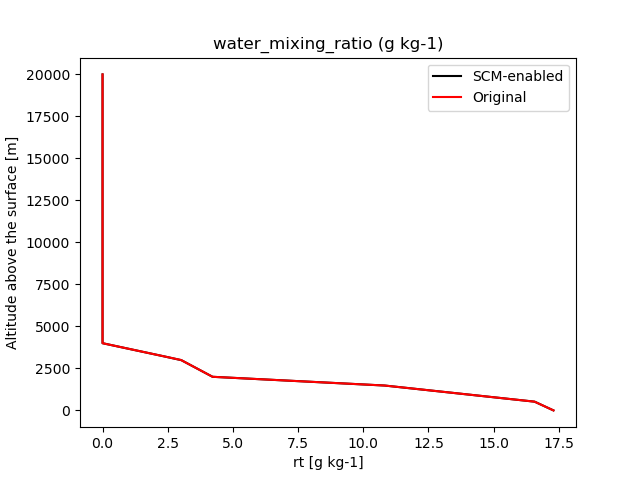 water_mixing_ratio (g kg-1)
SCM-enabled
Original
Altitude above the surface [m]
20000
17500
15000
12500
10000
7500
5000
2500
0
0.0 2.5 5.0 7.5 10.0 12.5 15.0 17.5
rt [g kg-1]